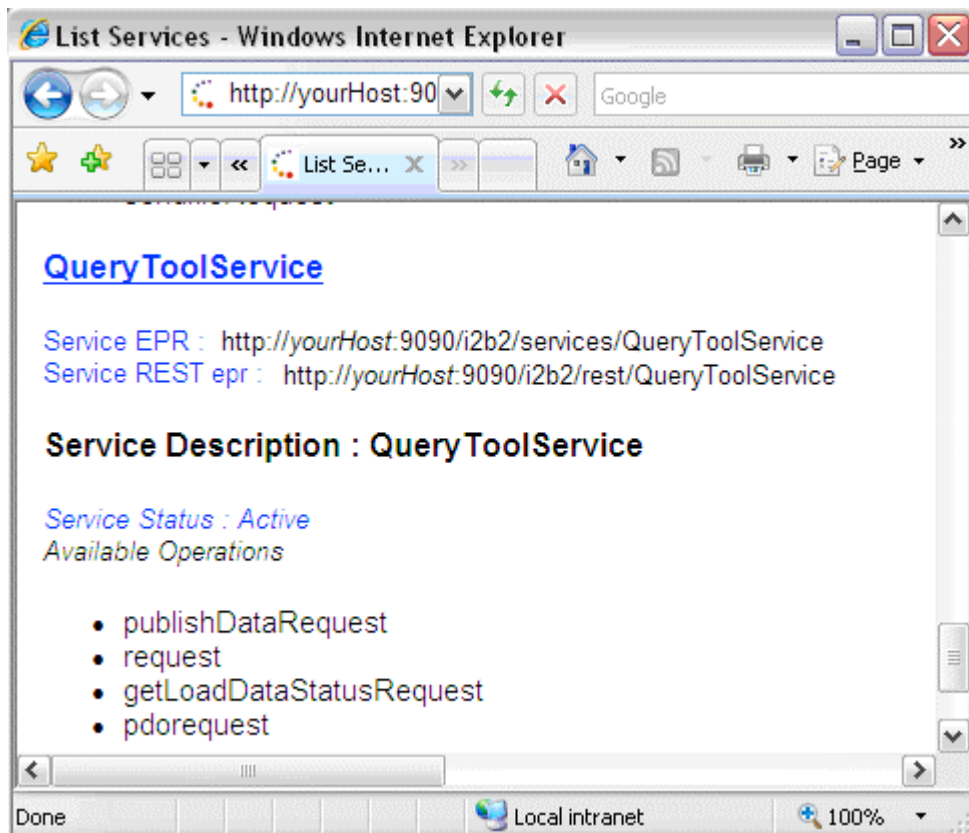 List Services - Windows Internet Explorer
http://yourHost:90
Google
List Se...
Page
QueryToolService
Service EPR : http://yourHost:9090/i2b2/services/QueryToolService
Service REST epr : http://yourHost:9090/i2b2/rest/QueryToolService
Service Description : QueryToolService
Service Status : Active
Available Operations
• publishDataRequest
• request
• getLoadDataStatusRequest
• pdorequest
Done
Local intranet
100%